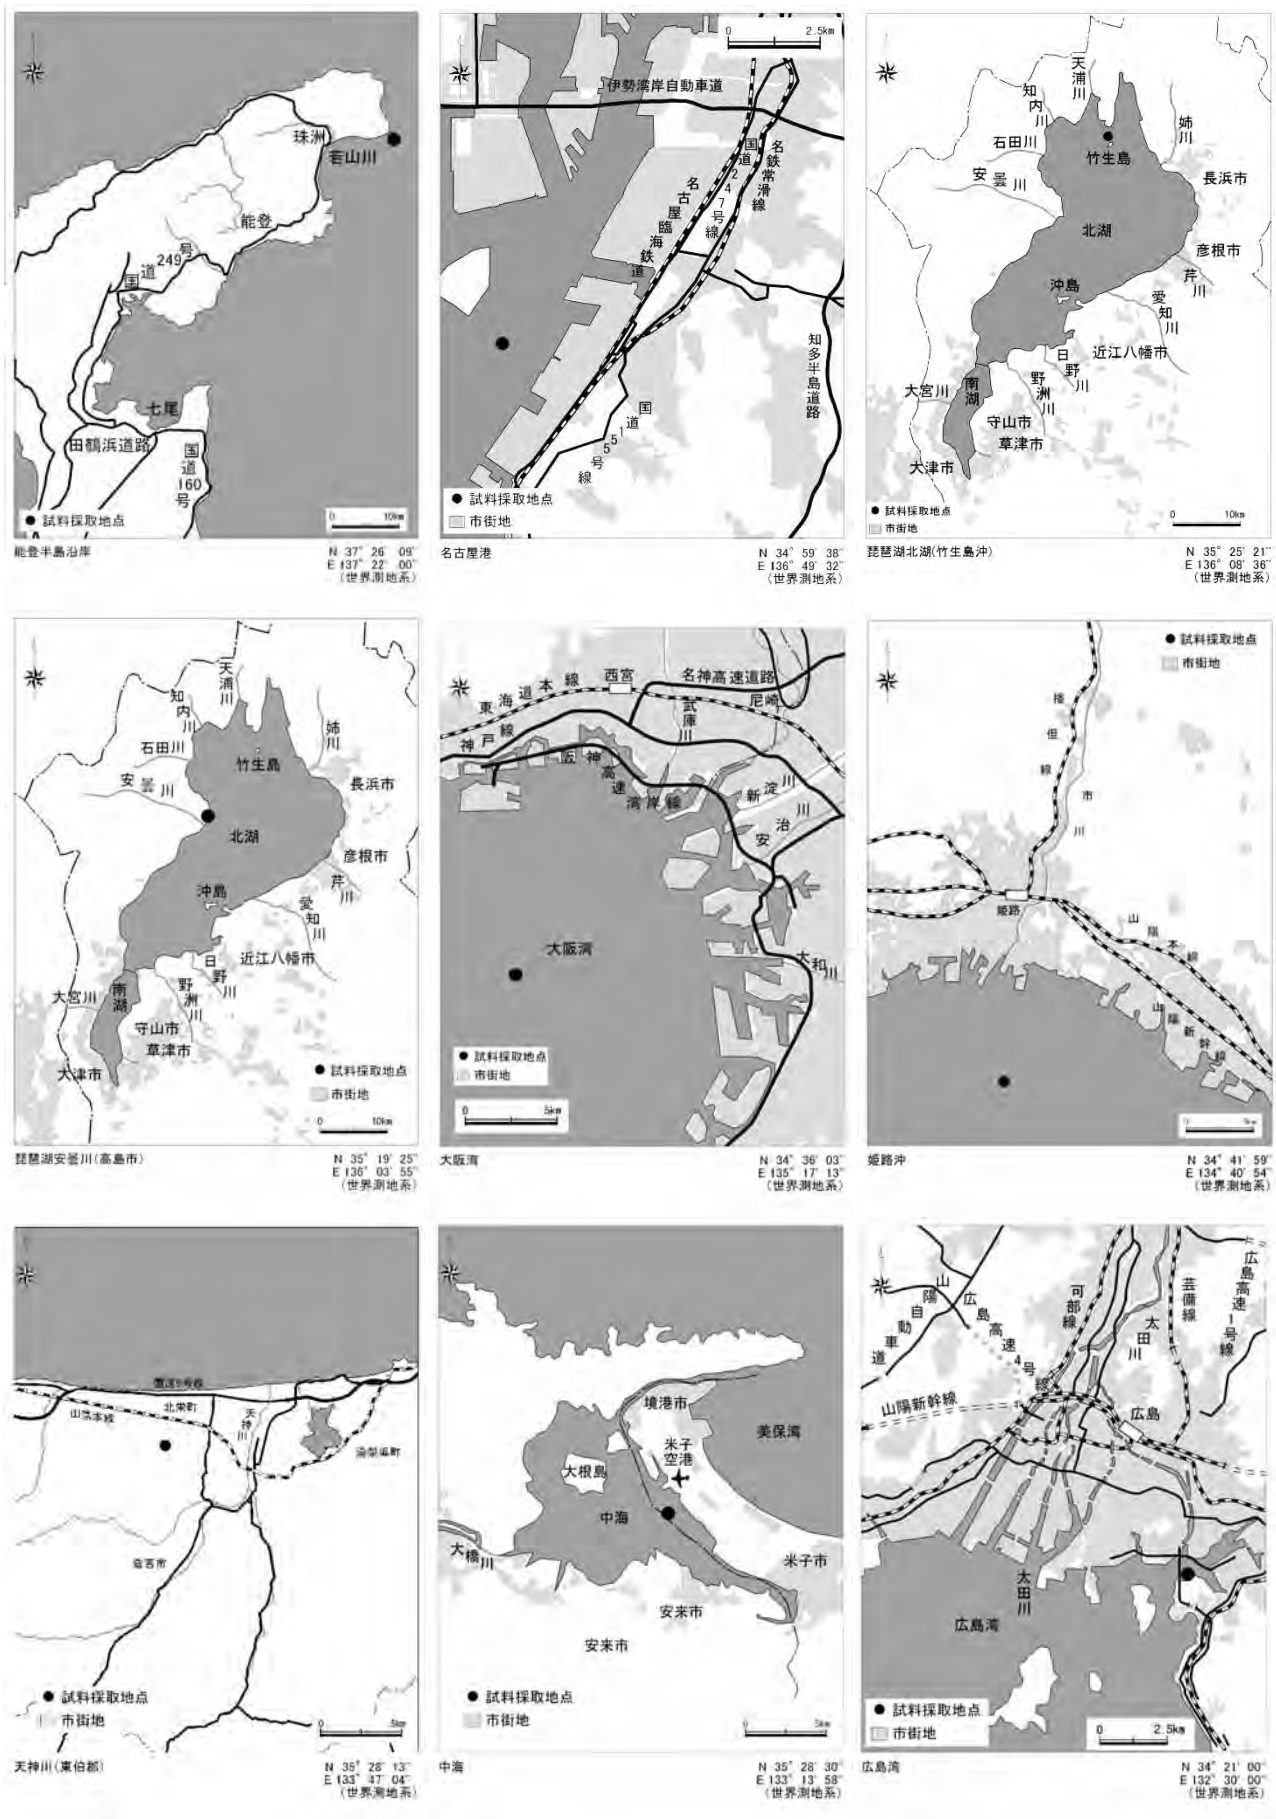 珠洲
若山川
能登
国道249号
七尾
田鶴浜道路
国道160号
● 試料採取地点
市街地
0 10km
能登半島沿岸
N 37° 26′ 09″
E 137° 22′ 00″
(世界測地系)
0 2.5km
伊勢湾岸自動車道
国道247号線
名鉄常滑線
名古屋臨海鉄道
知多半島道路
国道551号線
● 試料採取地点
市街地
名古屋港
N 34° 59′ 38″
E 136° 49′ 32″
(世界測地系)
天浦川
知内川
石田川
安曇川
姉川
竹生島
長浜市
北湖
彦根市
芹川
沖島
愛知川
近江八幡市
日野川
野洲川
大宮川
南湖
守山市
草津市
大津市
● 試料採取地点
市街地
0 10km
琵琶湖北湖(竹生島沖)
N 35° 25′ 21″
E 136° 08′ 36″
(世界測地系)
天浦川
知内川
石田川
安曇川
姉川
竹生島
長浜市
北湖
彦根市
芹川
沖島
愛知川
近江八幡市
日野川
野洲川
大宮川
南湖
守山市
草津市
大津市
● 試料採取地点
市街地
0 10km
琵琶湖安曇川(高島市)
N 35° 19′ 25″
E 136° 03′ 55″
(世界測地系)
東海道本線
西宮
名神高速道路
尼崎
武庫川
神戸線
阪神高速湾岸線
新淀川
安治川
大阪湾
大和川
● 試料採取地点
市街地
0 5km
大阪湾
N 34° 36′ 03″
E 135° 17′ 13″
(世界測地系)
● 試料採取地点
市街地
播但線
市川
姫路
山陽本線
山陽新幹線
0 5km
姫路沖
N 34° 41′ 59″
E 134° 40′ 54″
(世界測地系)
国道9号線
北栄町
山陰本線
天神川
湯梨浜町
倉吉市
● 試料採取地点
市街地
0 5km
天神川(東伯郡)
N 35° 28′ 13″
E 133° 47′ 04″
(世界測地系)
境港市
美保湾
米子空港
大根島
中海
大橋川
米子市
安来市
安来市
● 試料採取地点
市街地
0 5km
中海
N 35° 28′ 30″
E 133° 13′ 58″
(世界測地系)
山陽自動車道
広島高速4号線
可部線
太田川
芸備線
広島高速1号線
山陽新幹線
広島
太田川
広島湾
● 試料採取地点
市街地
0 2.5km
広島湾
N 34° 21′ 00″
E 132° 30′ 00″
(世界測地系)